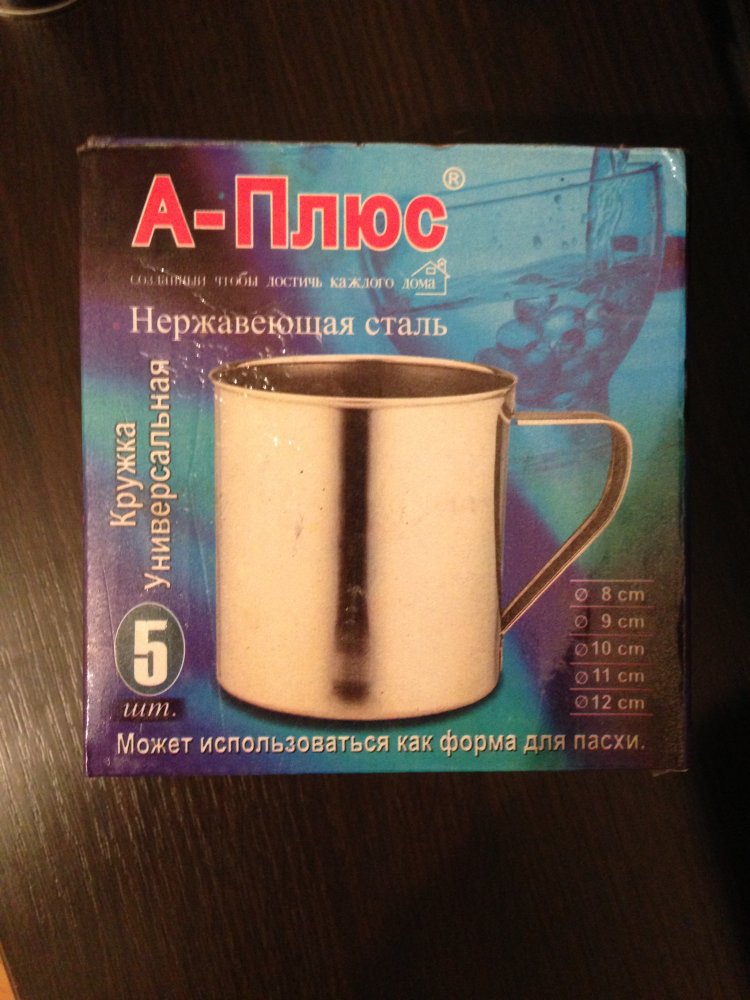 А-Плюс®
созданный чтобы достичь каждого дома
Нержавеющая сталь
Кружка
Универсальная
5
шт.
∅ 8 cm
∅ 9 cm
∅ 10 cm
∅ 11 cm
∅ 12 cm
Может использоваться как форма для пасхи.